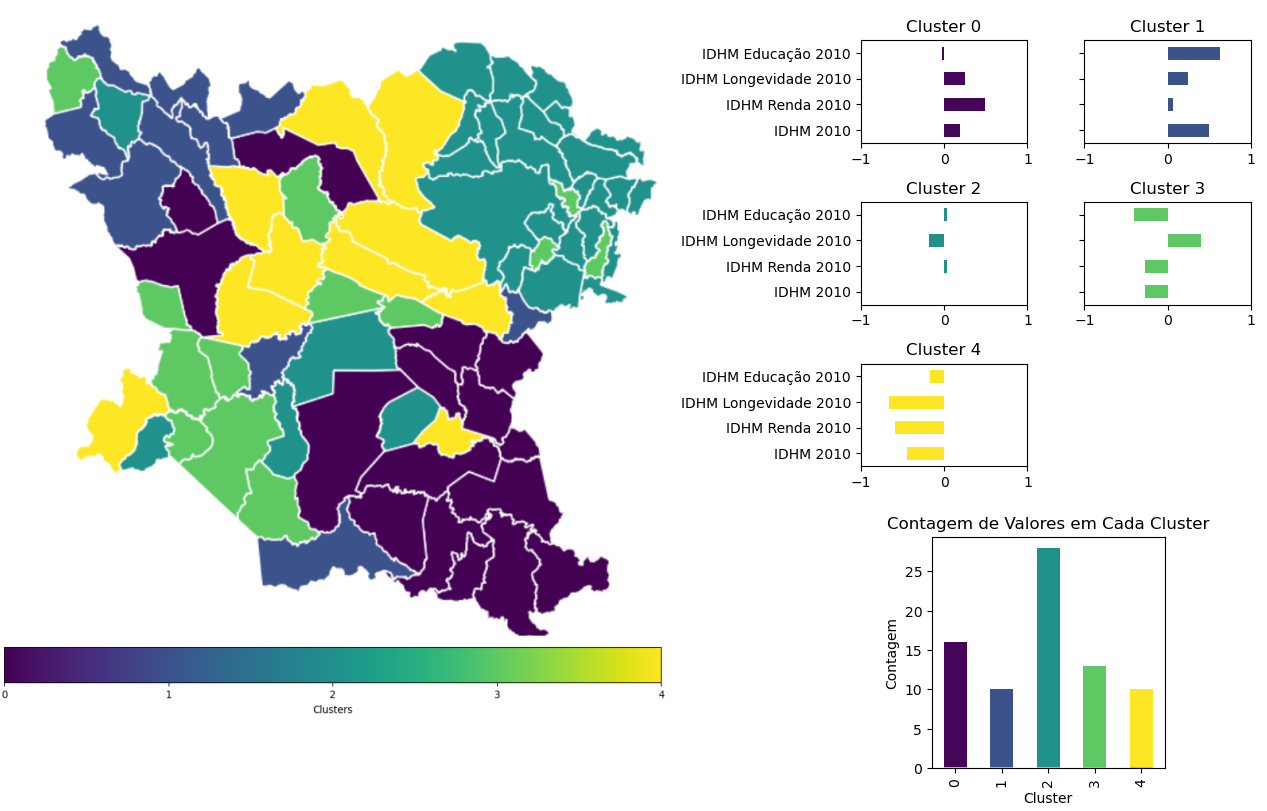 Cluster 0
IDHM Educação 2010
IDHM Longevidade 2010
IDHM Renda 2010
IDHM 2010
−1 0 1
Cluster 1
−1 0 1
Cluster 2
IDHM Educação 2010
IDHM Longevidade 2010
IDHM Renda 2010
IDHM 2010
−1 0 1
Cluster 3
−1 0 1
Cluster 4
IDHM Educação 2010
IDHM Longevidade 2010
IDHM Renda 2010
IDHM 2010
−1 0 1
Contagem de Valores em Cada Cluster
Contagem
25
20
15
10
5
0
0 1 2 3 4
Cluster
0 1 2 3 4
Clusters